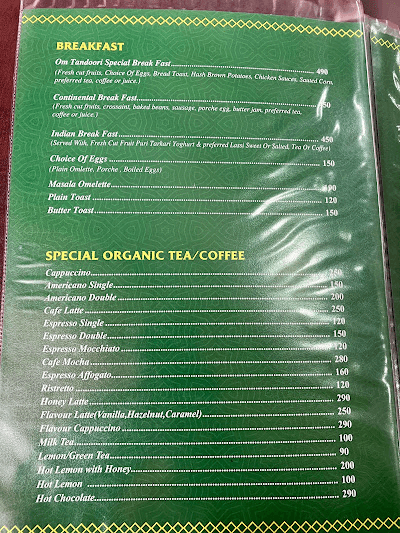 BREAKFAST
Om Tandoori Special Break Fast 490
(Fresh cut fruits, Choice Of Eggs, Bread Toast, Hash Brown Potatoes, Chicken Sauces, Sauted Corn,
preferred tea, coffee or juice.)
Continental Break Fast
(Fresh cut fruits, croissaint, baked beans, sausage, porche egg, butter jam, preferred tea,
coffee or juice.)
Indian Break Fast 450
(Served With, Fresh Cut Fruit Puri Tarkari Yoghurt & preferred Lassi Sweet Or Salted, Tea Or Coffee)
Choice Of Eggs 150
(Plain Omlette, Porche , Boiled Eggs)
Masala Omelette
Plain Toast 120
Butter Toast 150
SPECIAL ORGANIC TEA/COFFEE
Cappuccino 250
Americano Single 150
Americano Double 200
Cafe Latte 250
Espresso Single 120
Espresso Double 150
Espresso Mocchiato 120
Cafe Mocha 280
Espresso Affogato 160
Ristretto 120
Honey Latte 290
Flavour Latte(Vanilla,Hazelnut,Caramel) 250
Flavour Cappuccino 290
Milk Tea 100
Lemon/Green Tea 90
Hot Lemon with Honey 200
Hot Lemon 100
Hot Chocolate 290